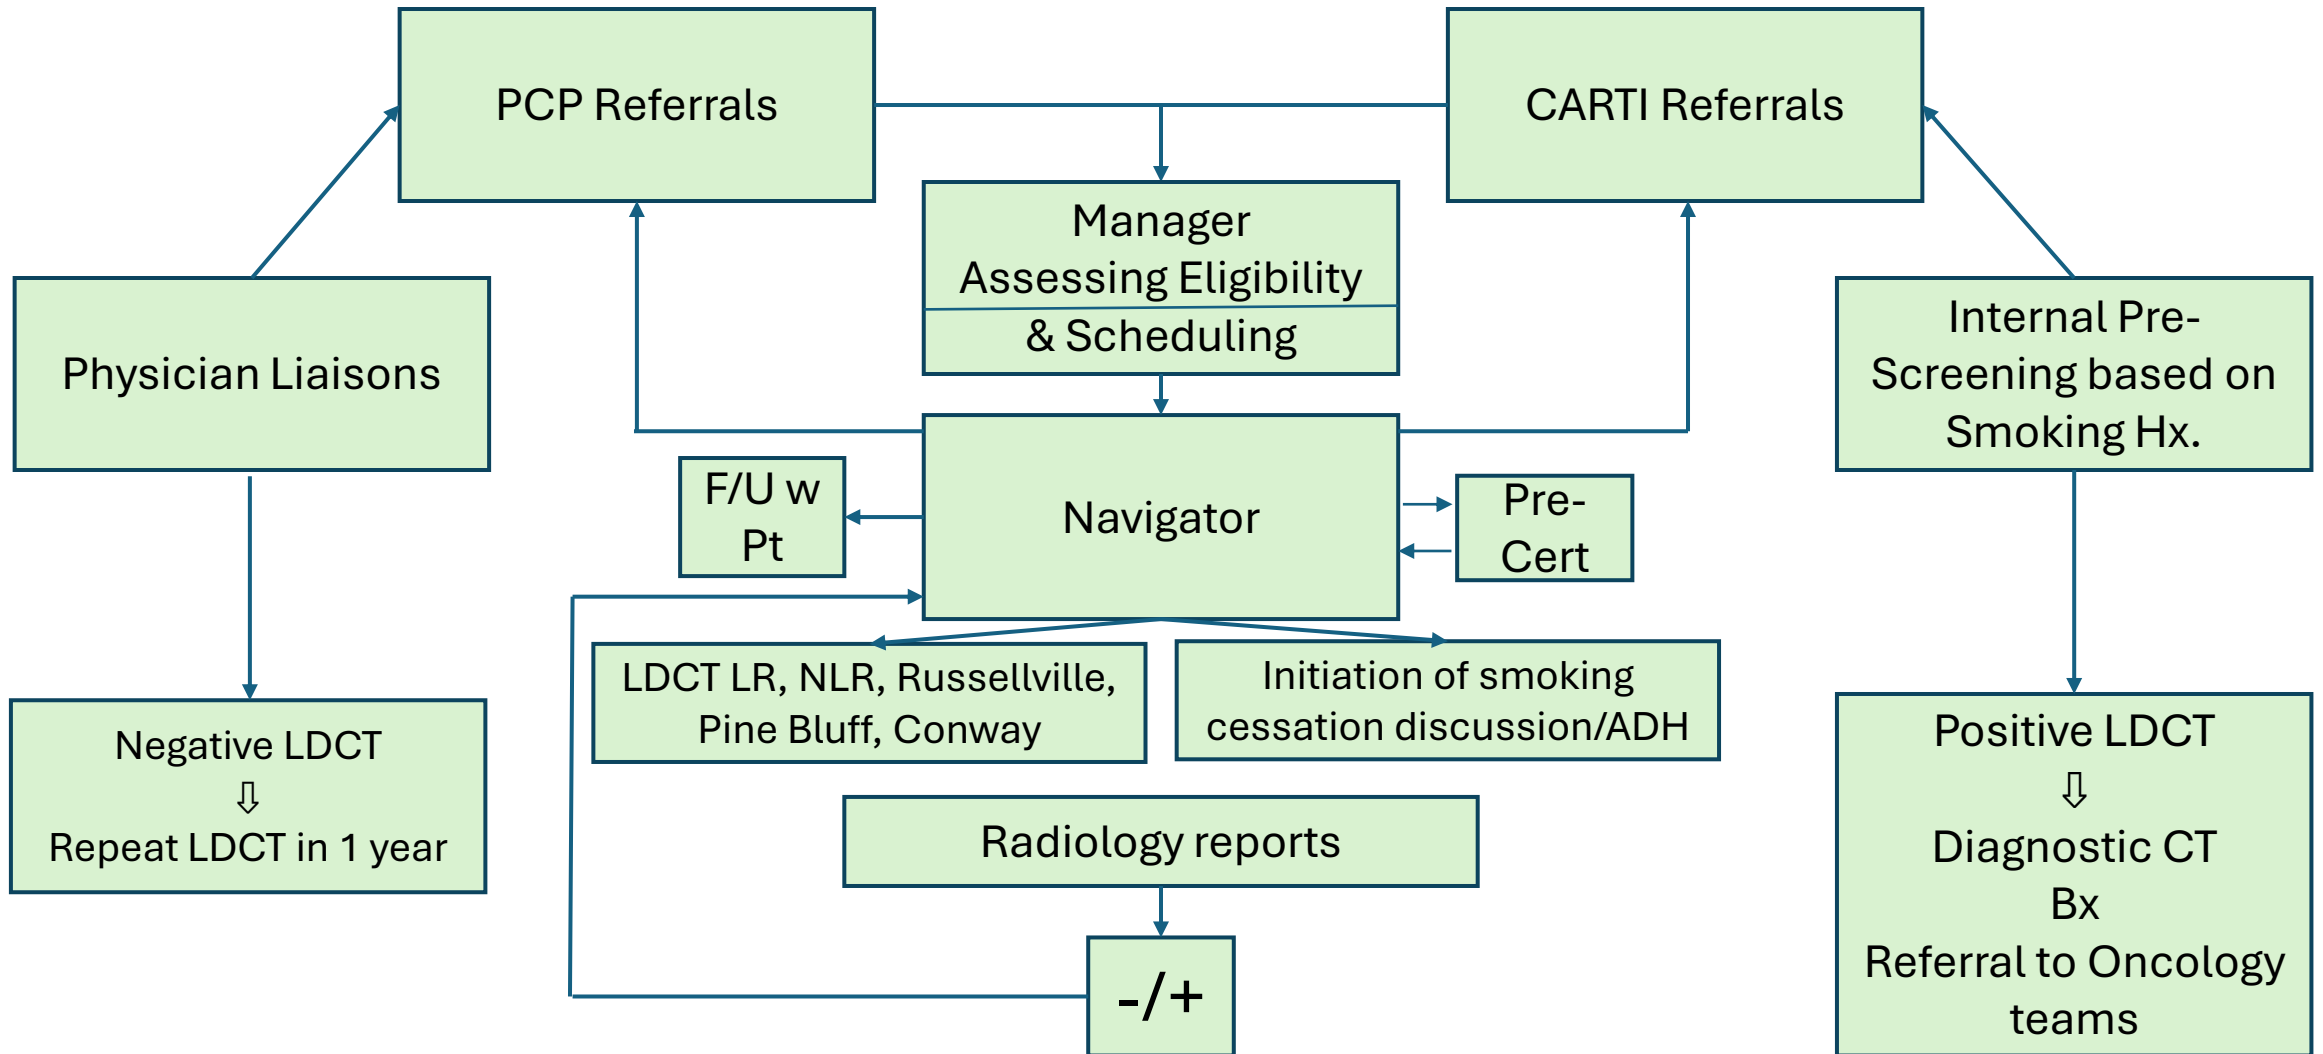 PCP Referrals
CARTI Referrals
Manager
Assessing Eligibility
& Scheduling
Physician Liaisons
Internal Pre-
Screening based on
Smoking Hx.
F/U w
Pt
Navigator
Pre-
Cert
LDCT LR, NLR, Russellville,
Pine Bluff, Conway
Initiation of smoking
cessation discussion/ADH
Negative LDCT
⇩
Repeat LDCT in 1 year
Radiology reports
-/+
Positive LDCT
⇩
Diagnostic CT
Bx
Referral to Oncology
teams